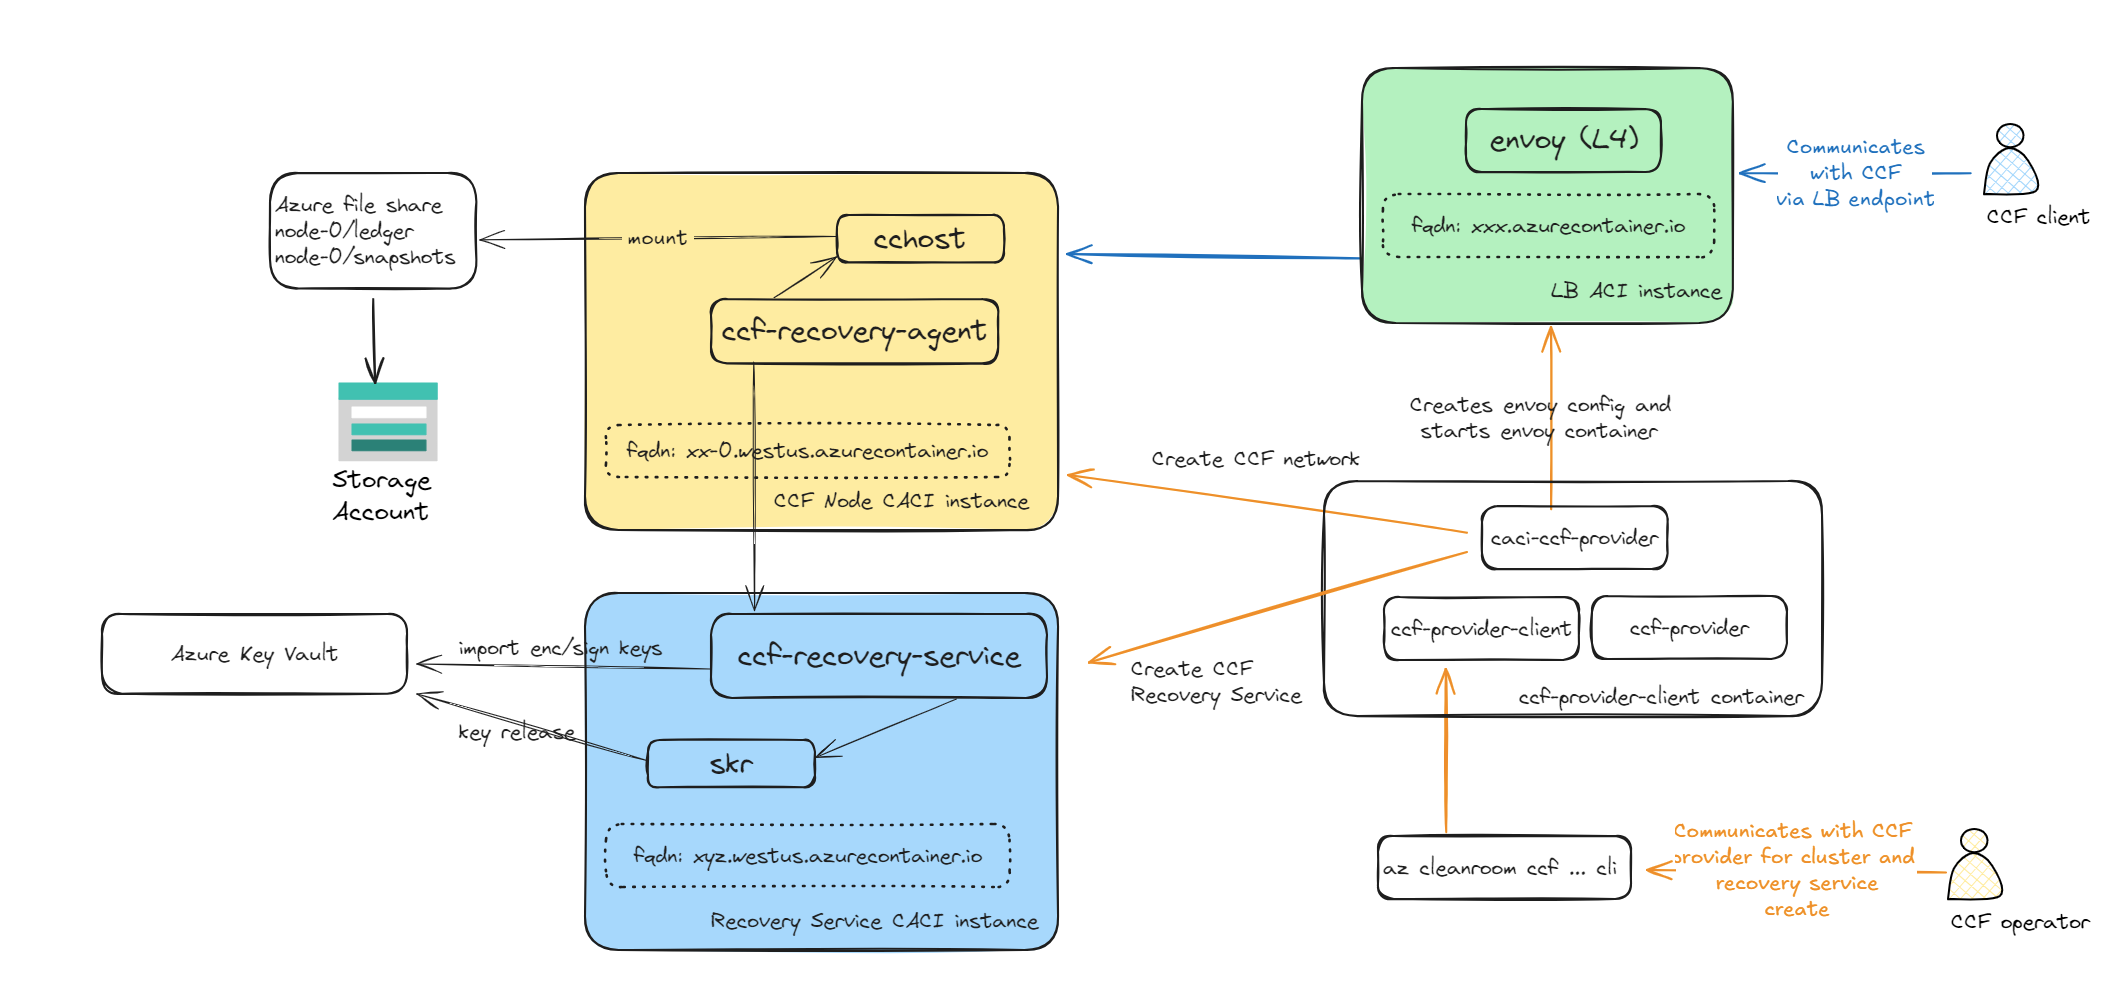 Azure file share
node-0/ledger
node-0/snapshots
mount
Storage
Account
cchost
ccf-recovery-agent
fqdn: xx-0.westus.azurecontainer.io
CCF Node CACI instance
envoy (L4)
fqdn: xxx.azurecontainer.io
LB ACI instance
Communicates
with CCF
via LB endpoint
CCF client
Creates envoy config and
starts envoy container
Create CCF network
caci-ccf-provider
ccf-provider-client
ccf-provider
ccf-provider-client container
Create CCF
Recovery Service
Azure Key Vault
import enc/sign keys
key release
ccf-recovery-service
skr
fqdn: xyz.westus.azurecontainer.io
Recovery Service CACI instance
az cleanroom ccf ... cli
Communicates with CCF
provider for cluster and
recovery service
create
CCF operator